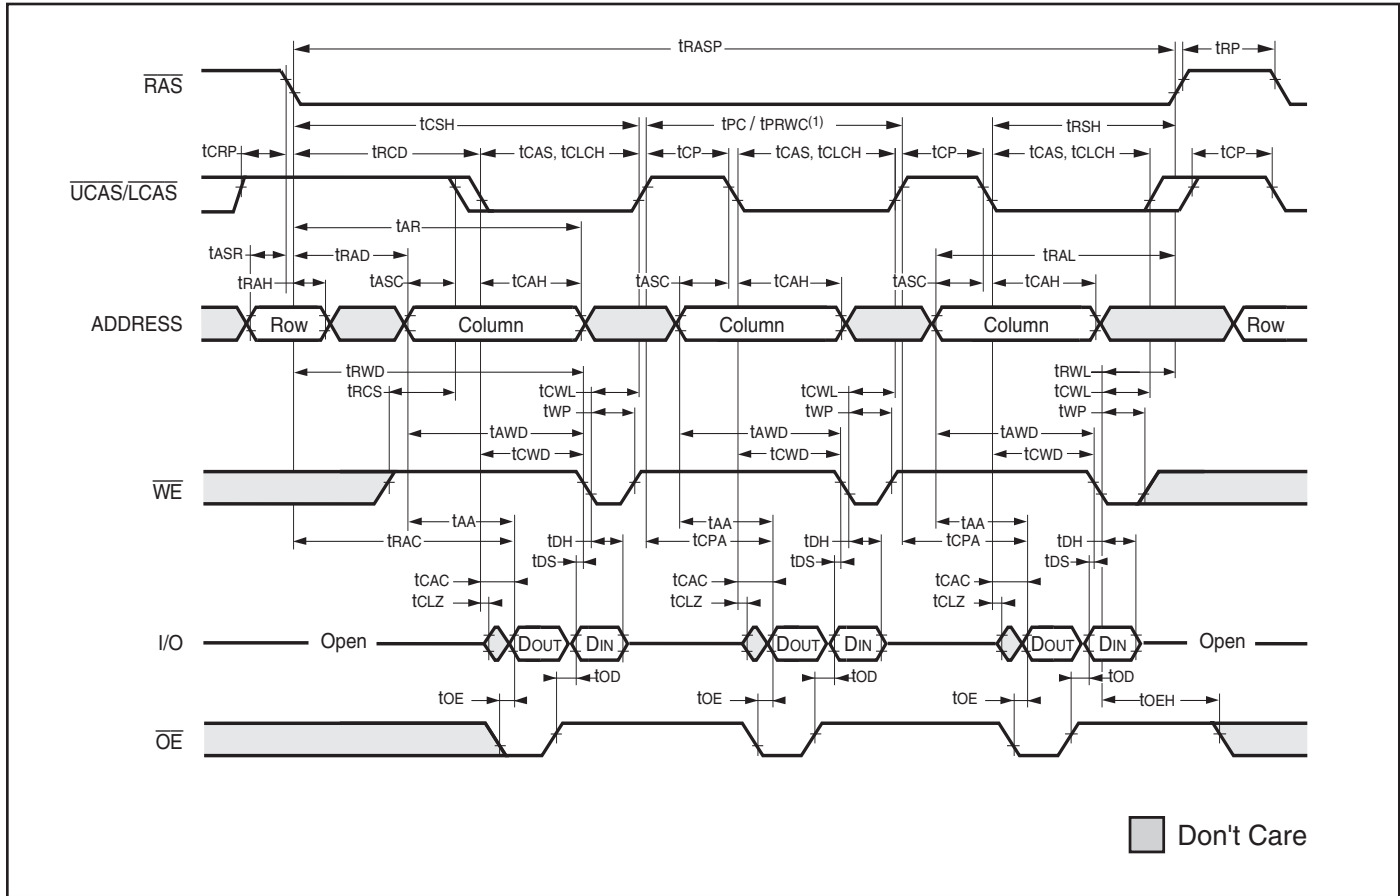 tRASP tRP
RAS
tCSH tPC / tPRWC(1) tRSH
tCRP tRCD tCAS, tCLCH tCP tCAS, tCLCH tCP tCAS, tCLCH tCP
UCAS/LCAS
tAR
tASR tRAD tRAL
tRAH tASC tCAH tASC tCAH tASC tCAH
ADDRESS Row Column Column Column Row
tRWD tRWL
tRCS tCWL tCWL tCWL
tWP tWP tWP
tAWD tAWD tAWD
tCWD tCWD tCWD
WE
tAA tAA tAA
tRAC tDH tCPA tDH tCPA tDH
tDS tDS tDS
tCAC tCAC tCAC
tCLZ tCLZ tCLZ
I/O Open DOUT DIN DOUT DIN DOUT DIN Open
tOD tOD tOD
tOE tOE tOE tOEH
OE
Don't Care